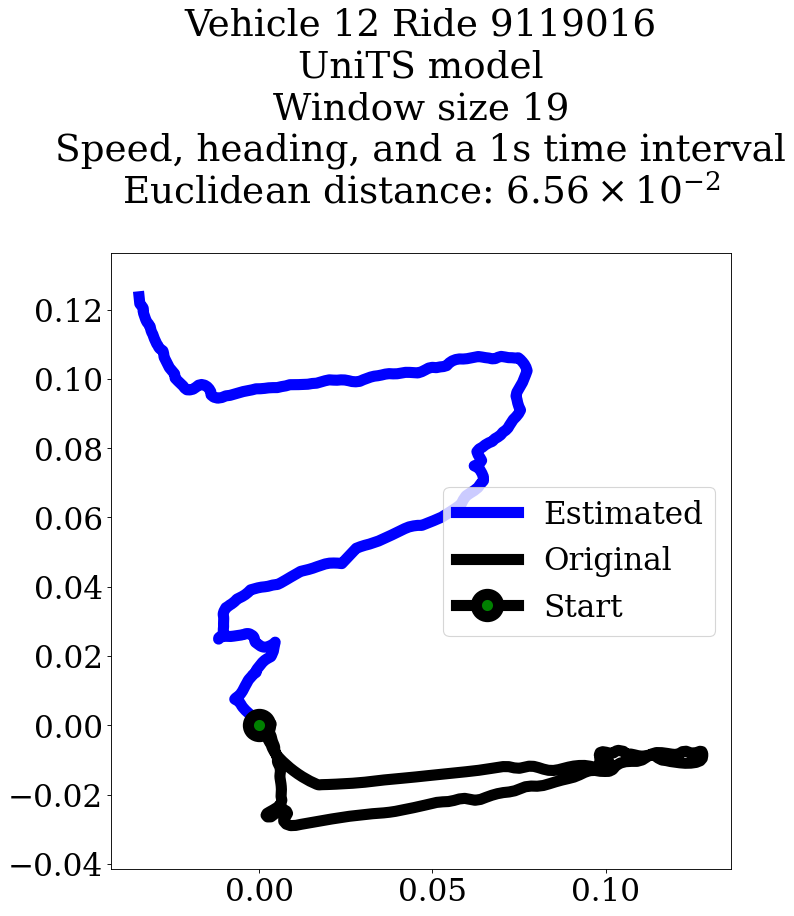 Vehicle 12 Ride 9119016
UniTS model
Window size 19
Speed, heading, and a 1s time interval
Euclidean distance: 6.56 × 10⁻²
0.12
0.10
0.08
0.06
0.04
0.02
0.00
−0.02
−0.04
Estimated
Original
Start
0.00 0.05 0.10